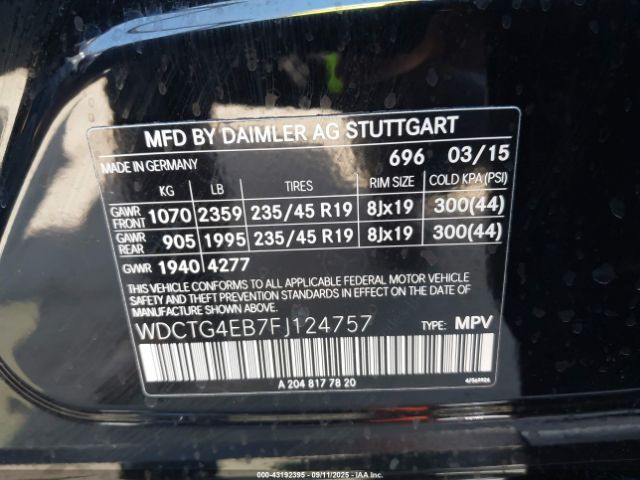 MFD BY DAIMLER AG STUTTGART
MADE IN GERMANY 696 03/15
KG LB TIRES RIM SIZE COLD KPA(PSI)
GAWR FRONT 1070 2359 235/45 R19 8Jx19 300(44)
GAWR REAR 905 1995 235/45 R19 8Jx19 300(44)
GVWR 1940 4277
THIS VEHICLE CONFORMS TO ALL APPLICABLE FEDERAL MOTOR VEHICLE
SAFETY, BUMPER, AND THEFT PREVENTION STANDARDS IN EFFECT ON THE DATE OF
MANUFACTURE SHOWN ABOVE.
WDCTG4EB7FJ124757 TYPE: MPV
A 204 817 78 20
© 43192395 - 09/11/2025 - IAA Inc.